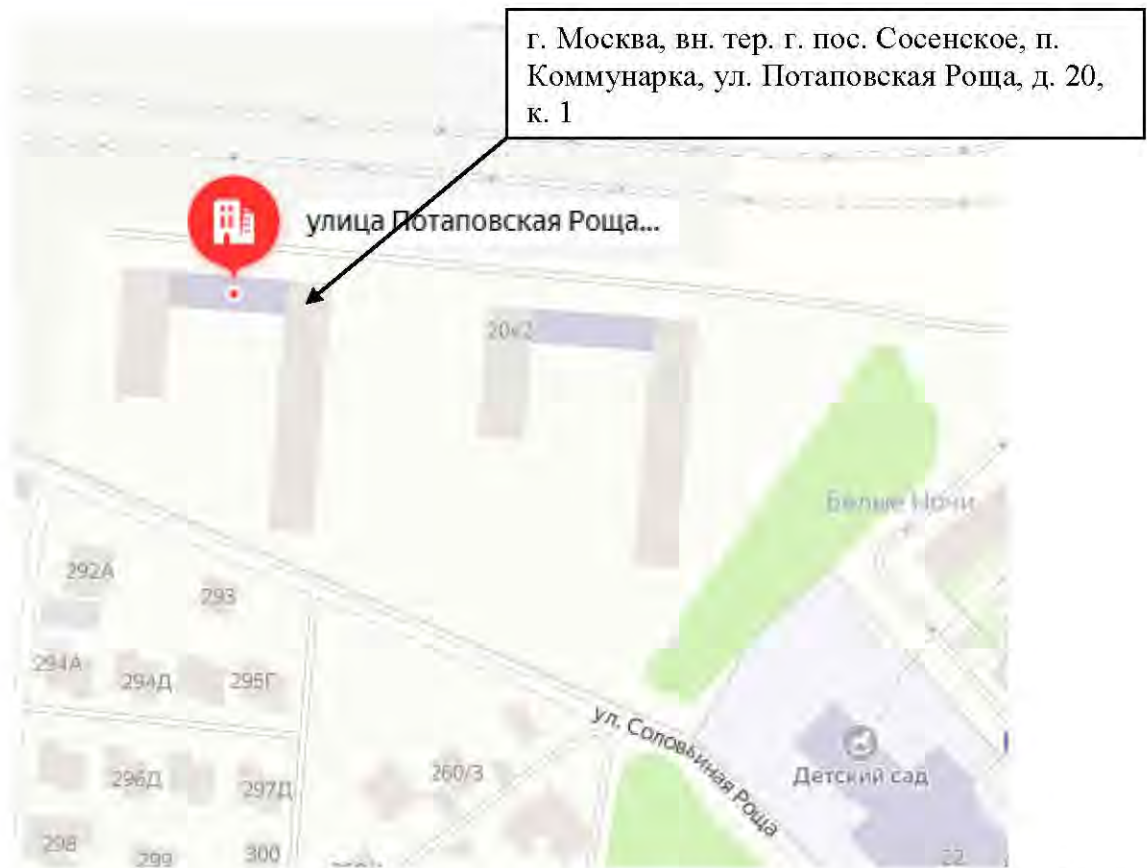 г. Москва, вн. тер. г. пос. Сосенское, п.
Коммунарка, ул. Потаповская Роща, д. 20,
к. 1
улица Потаповская Роща...
20к2
Белые Ночи
292А
293
294А
294Д
295Г
ул. Соловьиная Роща
260/3
Детский сад
296Д
297Д
298
299
300
22